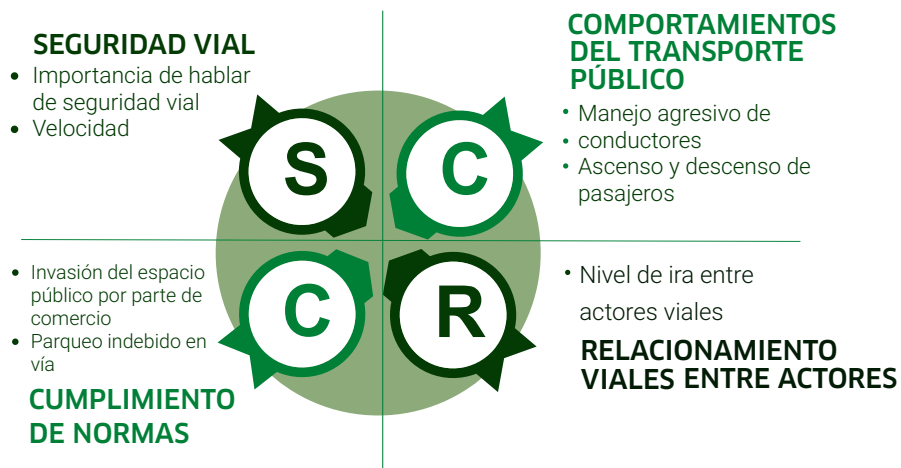 SEGURIDAD VIAL
• Importancia de hablar
de seguridad vial
• Velocidad
COMPORTAMIENTOS
DEL TRANSPORTE
PÚBLICO
• Manejo agresivo de
• conductores
• Ascenso y descenso de
pasajeros
S
C
C
R
• Invasión del espacio
público por parte de
comercio
• Parqueo indebido en
vía
CUMPLIMIENTO
DE NORMAS
• Nivel de ira entre
actores viales
RELACIONAMIENTO
VIALES ENTRE ACTORES